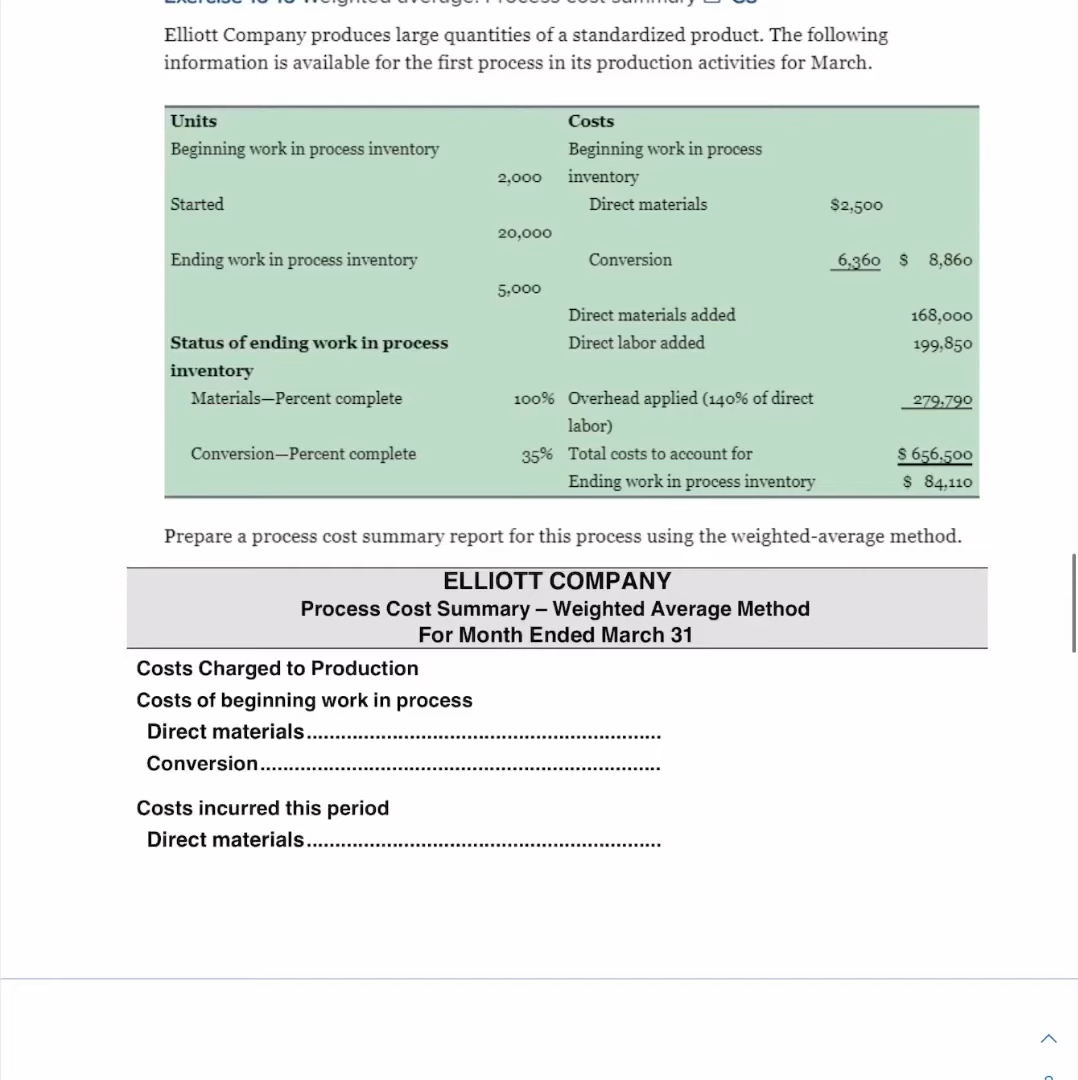 Elliott Company produces large quantities of a standardized product. The following
information is available for the first process in its production activities for March.
Units Costs
Beginning work in process inventory Beginning work in process
2,000 inventory
Started Direct materials $2,500
20,000
Ending work in process inventory Conversion 6,360 $ 8,860
5,000
Direct materials added 168,000
Status of ending work in process Direct labor added 199,850
inventory
Materials—Percent complete 100% Overhead applied (140% of direct 279,790
labor)
Conversion—Percent complete 35% Total costs to account for $ 656,500
Ending work in process inventory $ 84,110
Prepare a process cost summary report for this process using the weighted-average method.
ELLIOTT COMPANY
Process Cost Summary – Weighted Average Method
For Month Ended March 31
Costs Charged to Production
Costs of beginning work in process
Direct materials..............................................................
Conversion......................................................................
Costs incurred this period
Direct materials..............................................................